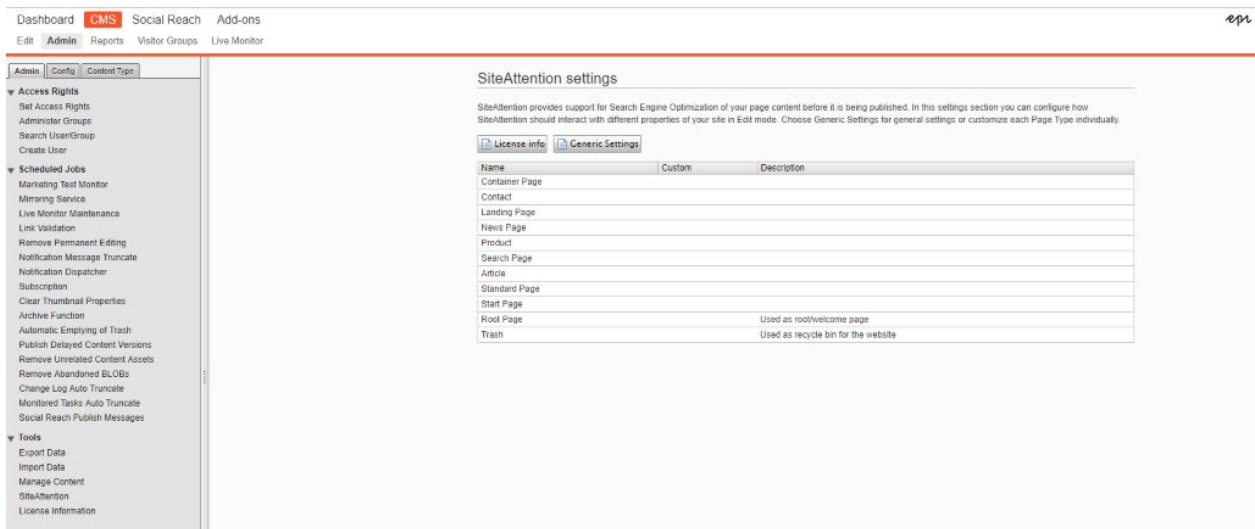 Dashboard CMS Social Reach Add-ons
epi
Edit Admin Reports Visitor Groups Live Monitor
Admin Config Content Type
Access Rights
Set Access Rights
Administer Groups
Search User/Group
Create User
Scheduled Jobs
Marketing Test Monitor
Mirroring Service
Live Monitor Maintenance
Link Validation
Remove Permanent Editing
Notification Message Truncate
Notification Dispatcher
Subscription
Clear Thumbnail Properties
Archive Function
Automatic Emptying of Trash
Publish Delayed Content Versions
Remove Unrelated Content Assets
Remove Abandoned BLOBs
Change Log Auto Truncate
Monitored Tasks Auto Truncate
Social Reach Publish Messages
Tools
Export Data
Import Data
Manage Content
SiteAttention
License Information
SiteAttention settings
SiteAttention provides support for Search Engine Optimization of your page content before it is being published. In this settings section you can configure how
SiteAttention should interact with different properties of your site in Edit mode. Choose Generic Settings for general settings or customize each Page Type individually.
License info Generic Settings
Name Custom Description
Container Page
Contact
Landing Page
News Page
Product
Search Page
Article
Standard Page
Start Page
Root Page Used as root/welcome page
Trash Used as recycle bin for the website